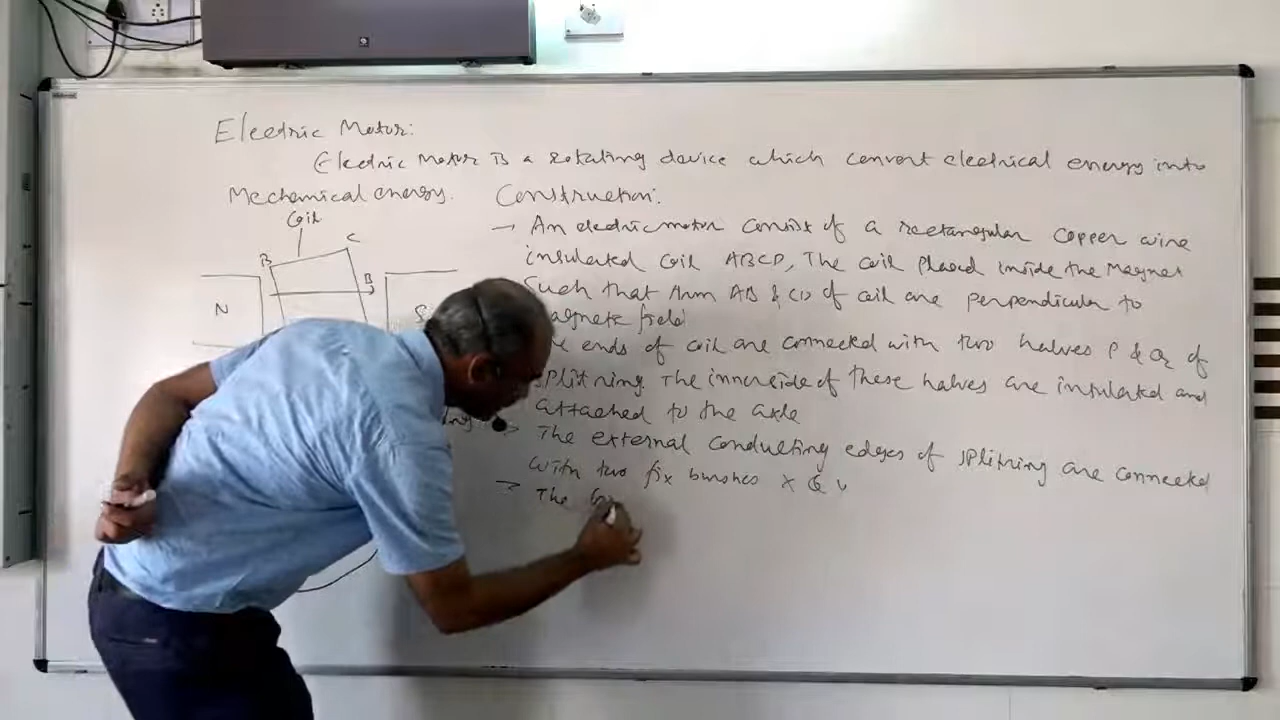 Electric Motor:
Electric Motor is a rotating device which convert electrical energy into
Mechanical energy. Construction:
Coil
B
C
B
N
S
→ An electric motor consist of a rectangular copper wire
insulated coil ABCD, The coil placed inside the Magnet
Such that Arm AB & CD of coil are perpendicular to
agnetic field
e ends of coil are connected with two halves P & Q of
splitring. The innerside of these halves are insulated and
attached to the axle
→ The external conducting edges of splitring are connected
with two fix brushes X & Y
→ The